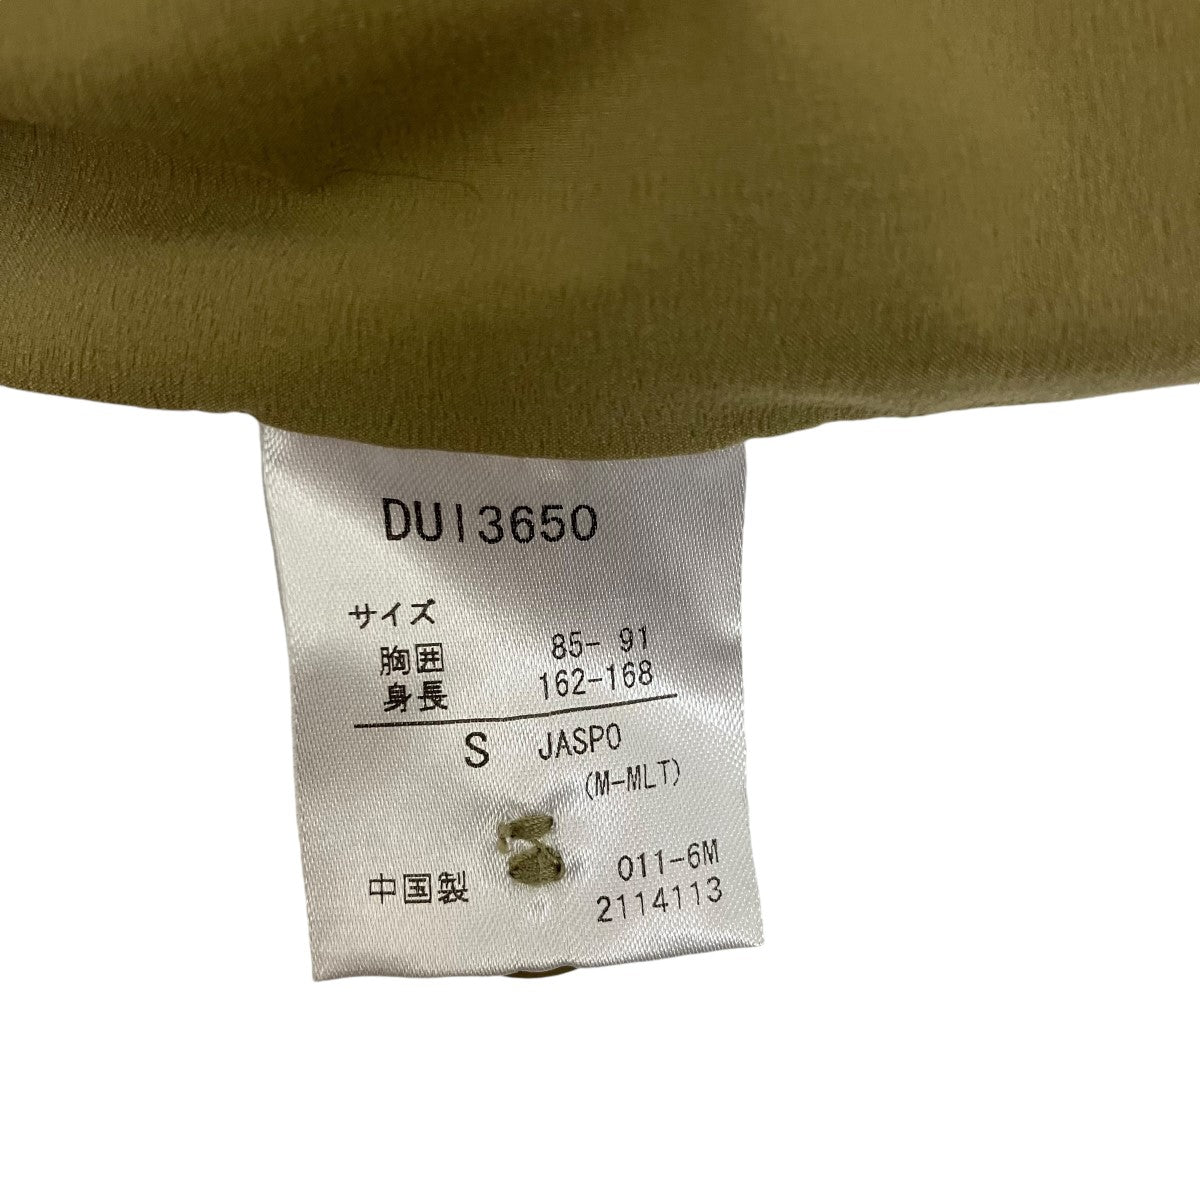 DUI3650
サイズ
胸囲 85- 91
身長 162-168
S JASPO
(M-MLT)
011-6M
中国製 2114113